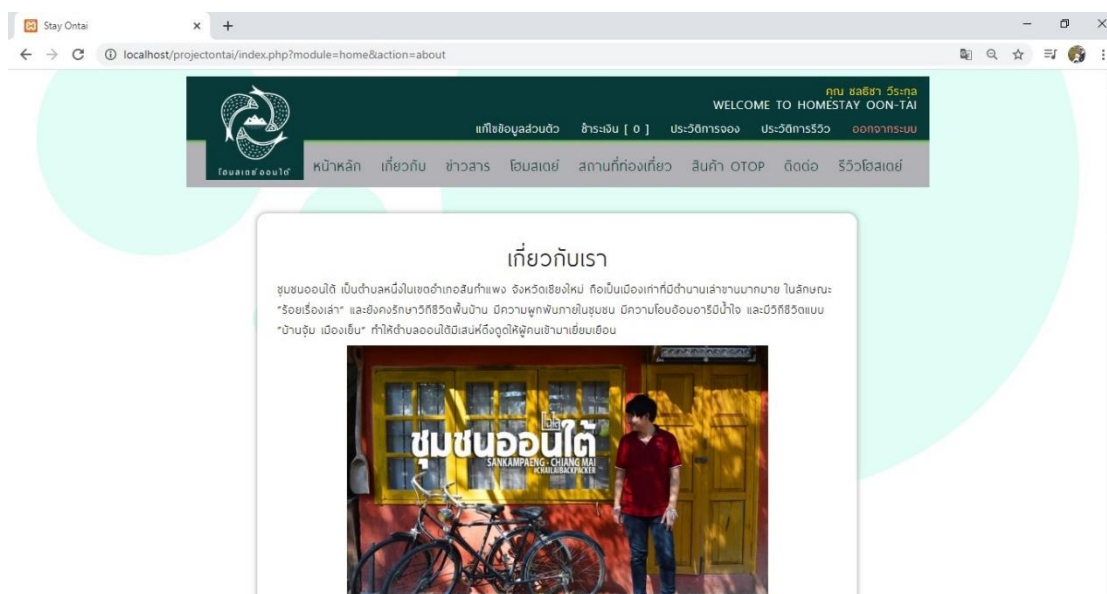 Stay Ontai
localhost/projectontai/index.php?module=home&action=about
คุณ ชลธิชา วีระกุล
WELCOME TO HOMESTAY OON-TAI
แก้ไขข้อมูลส่วนตัว ชำระเงิน [ 0 ] ประวัติการจอง ประวัติการรีวิว ออกจากระบบ
โฮมสเตย์ออนใต้
หน้าหลัก เกี่ยวกับ ข่าวสาร โฮมสเตย์ สถานที่ท่องเที่ยว สินค้า OTOP ติดต่อ รีวิวโฮสเตย์
เกี่ยวกับเรา
ชุมชนออนใต้ เป็นตำบลหนึ่งในเขตอำเภอสันกำแพง จังหวัดเชียงใหม่ ถือเป็นเมืองเก่าที่มีตำนานเล่าขานมากมาย ในลักษณะ
"ร้อยเรื่องเล่า" และยังคงรักษาวิถีชีวิตพื้นบ้าน มีความผูกพันภายในชุมชน มีความโอบอ้อมอารีมีน้ำใจ และมีวิถีชีวิตแบบ
"บ้านจุ้ม เมืองเย็น" ทำให้ตำบลออนใต้มีเสน่ห์ดึงดูดให้ผู้คนเข้ามาเยี่ยมเยือน
ชุมชนออนใต้
SANKAMPAENG - CHIANG MAI
#CHAILAIBACKPACKER